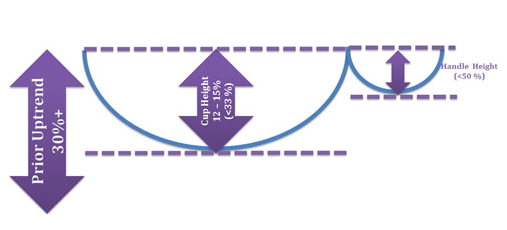 Prior Uptrend
30%+
Cup Height
12 – 15%
(<33 %)
Handle Height
(<50 %)